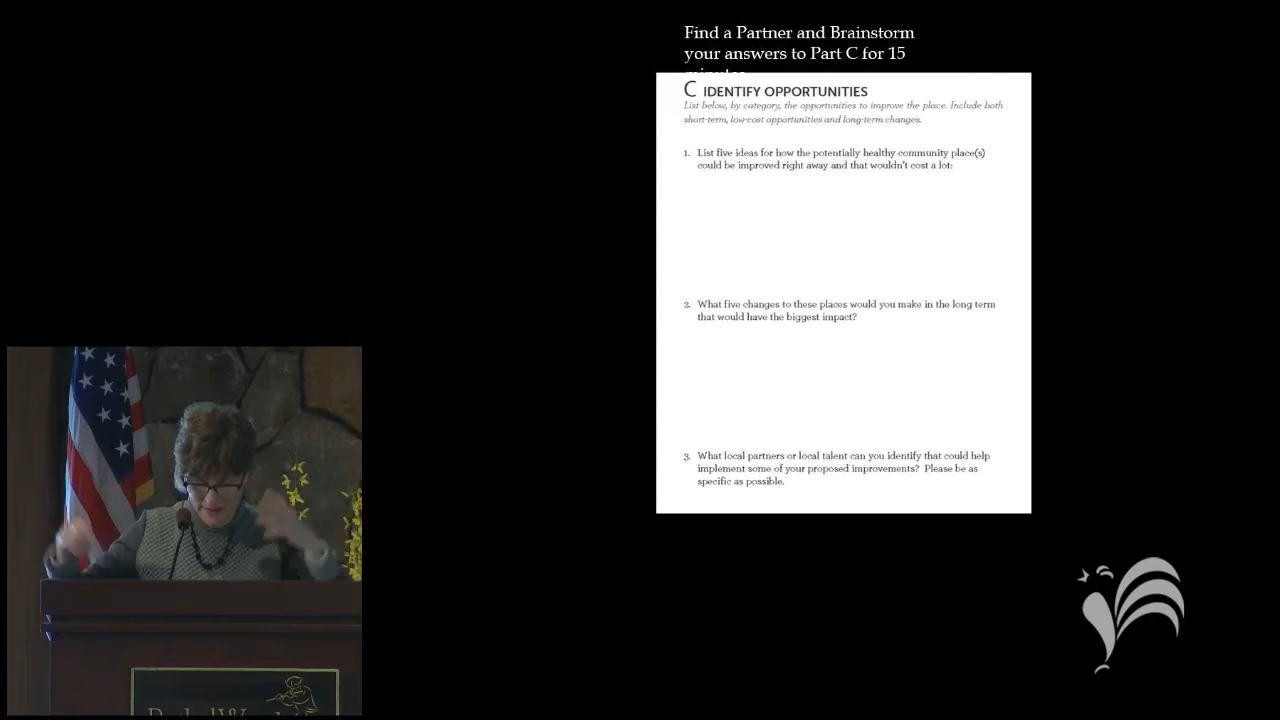 Find a Partner and Brainstorm
your answers to Part C for 15
C IDENTIFY OPPORTUNITIES
List below, by category, the opportunities to improve the place. Include both
short-term, low-cost opportunities and long-term changes.
1. List five ideas for how the potentially healthy community place(s)
could be improved right away and that wouldn't cost a lot:
2. What five changes to these places would you make in the long term
that would have the biggest impact?
3. What local partners or local talent can you identify that could help
implement some of your proposed improvements? Please be as
specific as possible.